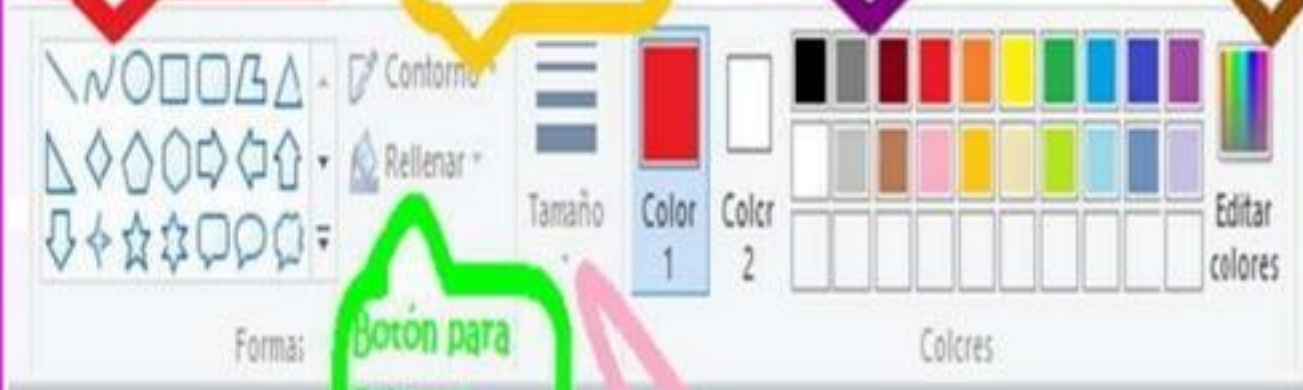 Contorno
Rellenar
Tamaño
Color
1
Color
2
Editar
colores
Formas
Colores
Botón para